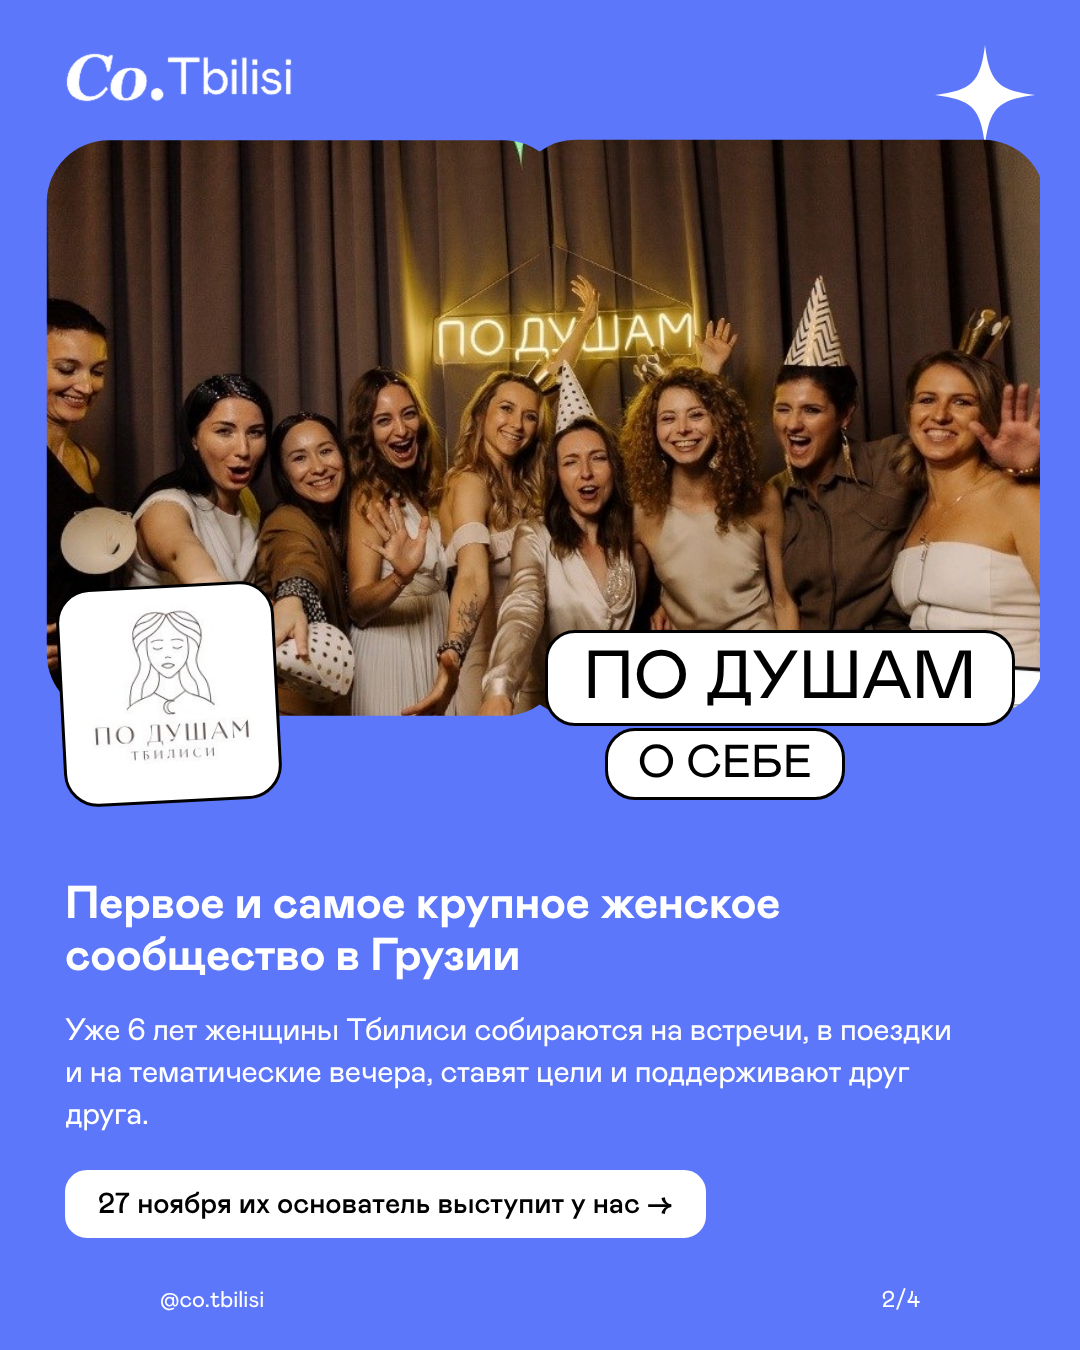 Co.Tbilisi
ПО ДУШАМ
ПО ДУШАМ
ТБИЛИСИ
ПО ДУШАМ
О СЕБЕ
Первое и самое крупное женское
сообщество в Грузии
Уже 6 лет женщины Тбилиси собираются на встречи, в поездки
и на тематические вечера, ставят цели и поддерживают друг
друга.
27 ноября их основатель выступит у нас →
@co.tbilisi
2/4